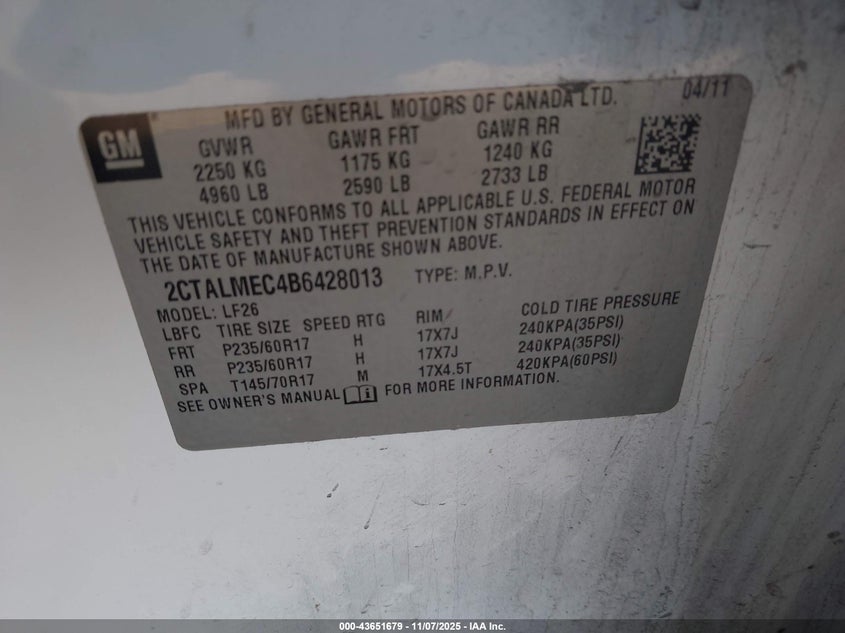 GM
MFD BY GENERAL MOTORS OF CANADA LTD. 04/11
GVWR GAWR FRT GAWR RR
2250 KG 1175 KG 1240 KG
4960 LB 2590 LB 2733 LB
THIS VEHICLE CONFORMS TO ALL APPLICABLE U.S. FEDERAL MOTOR
VEHICLE SAFETY AND THEFT PREVENTION STANDARDS IN EFFECT ON
THE DATE OF MANUFACTURE SHOWN ABOVE.
2CTALMEC4B6428013 TYPE: M.P.V.
MODEL: LF26
LBFC TIRE SIZE SPEED RTG RIM COLD TIRE PRESSURE
FRT P235/60R17 H 17X7J 240KPA(35PSI)
RR P235/60R17 H 17X7J 240KPA(35PSI)
SPA T145/70R17 M 17X4.5T 420KPA(60PSI)
SEE OWNER'S MANUAL FOR MORE INFORMATION.
000-43651679 — 11/07/2025 — IAA Inc.